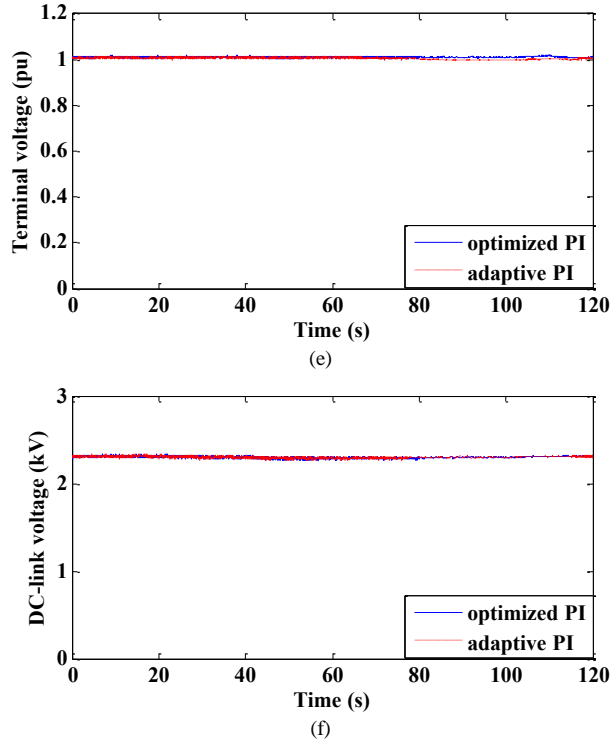 1.2
1
0.8
0.6
0.4
0.2
0
Terminal voltage (pu)
optimized PI
adaptive PI
0 20 40 60 80 100 120
Time (s)
(e)
3
2
1
0
DC-link voltage (kV)
optimized PI
adaptive PI
0 20 40 60 80 100 120
Time (s)
(f)